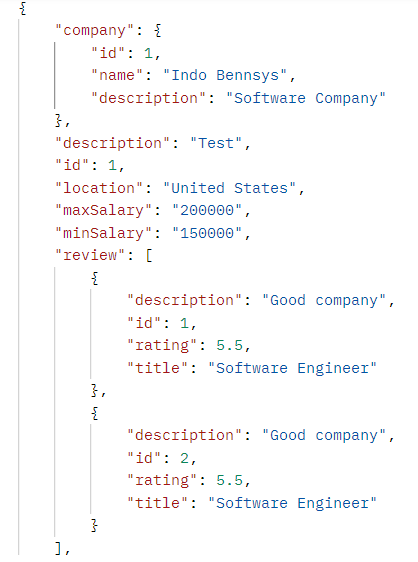 {
    "company": {
        "id": 1,
        "name": "Indo Bennsys",
        "description": "Software Company"
    },
    "description": "Test",
    "id": 1,
    "location": "United States",
    "maxSalary": "200000",
    "minSalary": "150000",
    "review": [
        {
            "description": "Good company",
            "id": 1,
            "rating": 5.5,
            "title": "Software Engineer"
        },
        {
            "description": "Good company",
            "id": 2,
            "rating": 5.5,
            "title": "Software Engineer"
        }
    ],